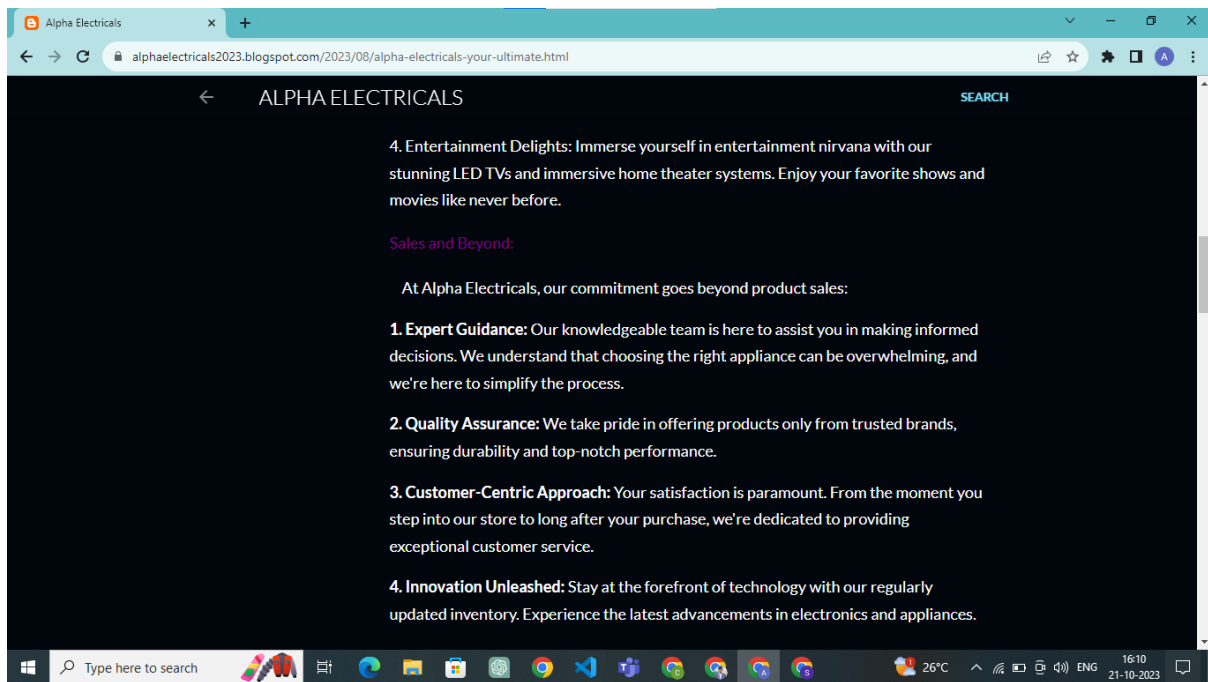 Alpha Electricals
alphaelectricals2023.blogspot.com/2023/08/alpha-electricals-your-ultimate.html
A
ALPHA ELECTRICALS
SEARCH
4. Entertainment Delights: Immerse yourself in entertainment nirvana with our
stunning LED TVs and immersive home theater systems. Enjoy your favorite shows and
movies like never before.
Sales and Beyond:
At Alpha Electricals, our commitment goes beyond product sales:
1. Expert Guidance: Our knowledgeable team is here to assist you in making informed
decisions. We understand that choosing the right appliance can be overwhelming, and
we're here to simplify the process.
2. Quality Assurance: We take pride in offering products only from trusted brands,
ensuring durability and top-notch performance.
3. Customer-Centric Approach: Your satisfaction is paramount. From the moment you
step into our store to long after your purchase, we're dedicated to providing
exceptional customer service.
4. Innovation Unleashed: Stay at the forefront of technology with our regularly
updated inventory. Experience the latest advancements in electronics and appliances.
Type here to search
26°C
ENG
16:10
21-10-2023